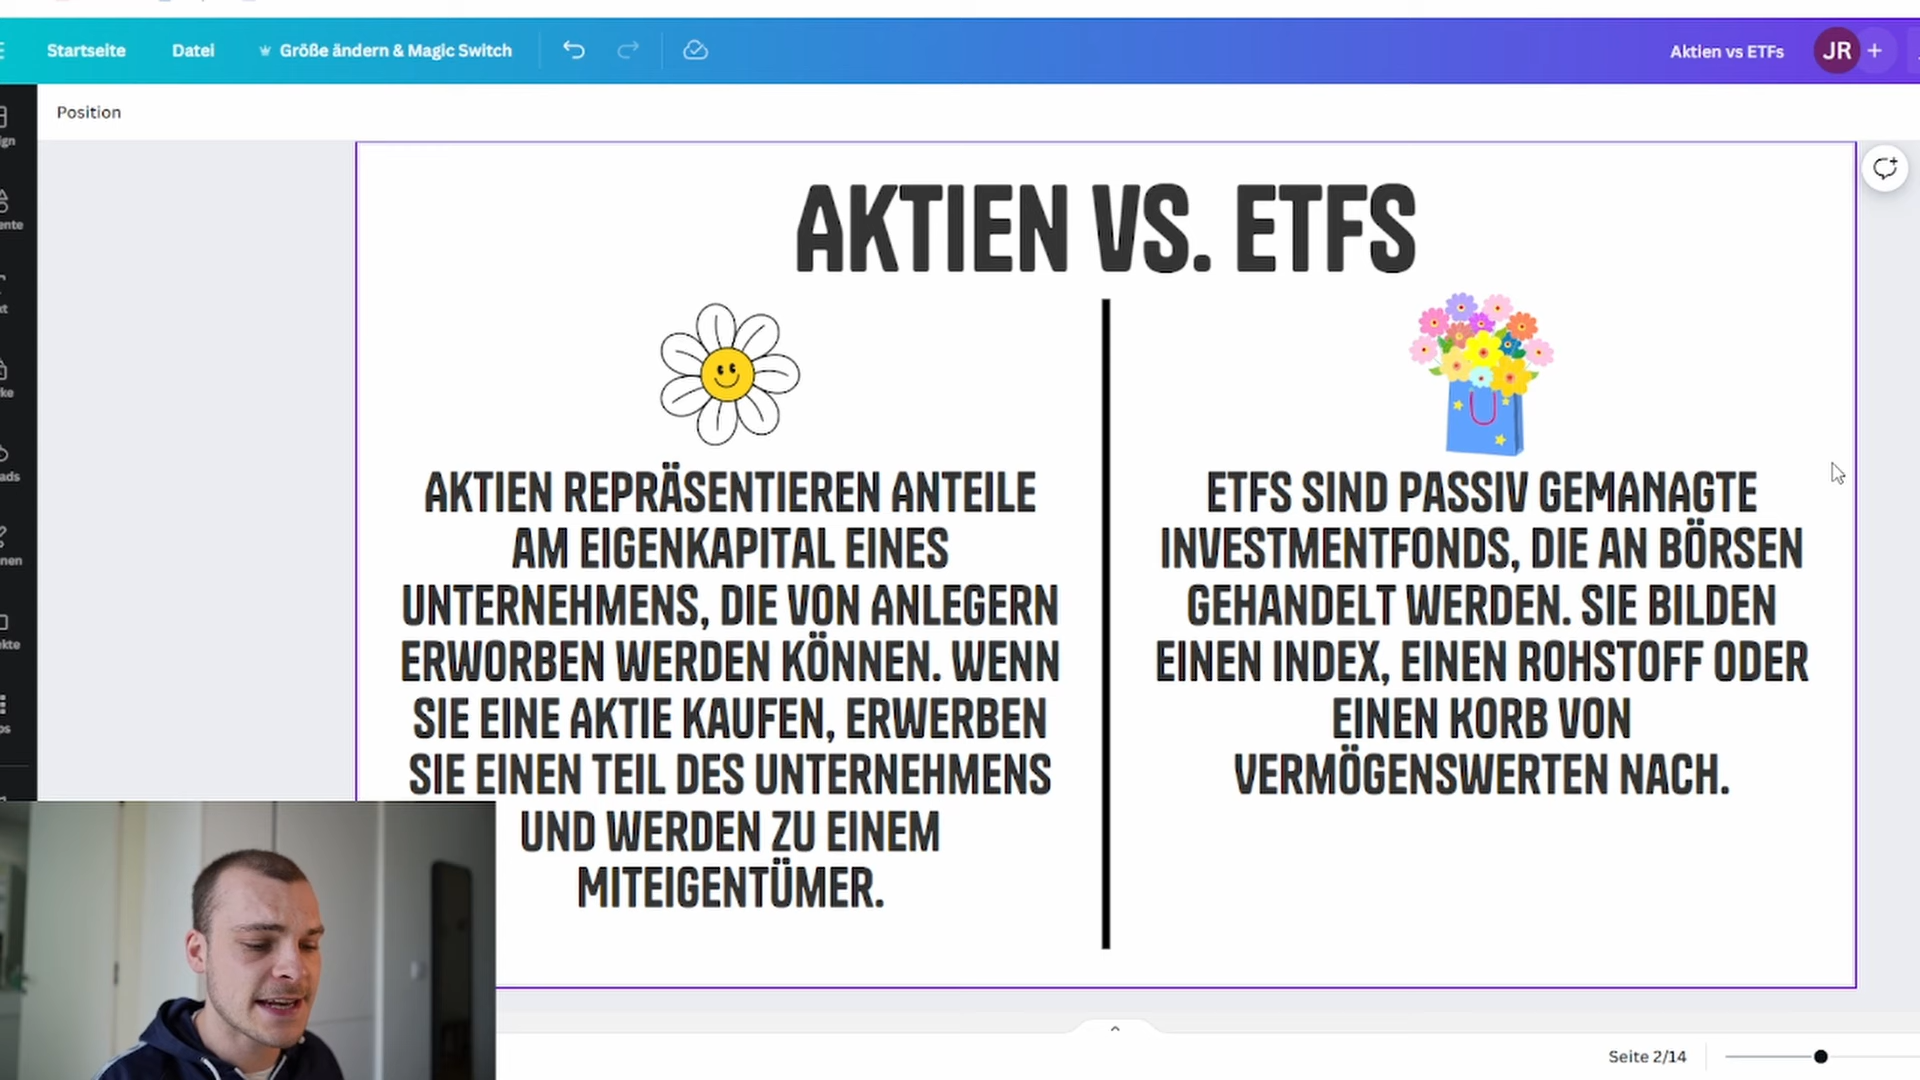 Startseite
Datei
Größe ändern & Magic Switch
Aktien vs ETFs
JR
Position
AKTIEN VS. ETFS
AKTIEN REPRÄSENTIEREN ANTEILE
AM EIGENKAPITAL EINES
UNTERNEHMENS, DIE VON ANLEGERN
ERWORBEN WERDEN KÖNNEN. WENN
SIE EINE AKTIE KAUFEN, ERWERBEN
SIE EINEN TEIL DES UNTERNEHMENS
UND WERDEN ZU EINEM
MITEIGENTÜMER.
ETFS SIND PASSIV GEMANAGTE
INVESTMENTFONDS, DIE AN BÖRSEN
GEHANDELT WERDEN. SIE BILDEN
EINEN INDEX, EINEN ROHSTOFF ODER
EINEN KORB VON
VERMÖGENSWERTEN NACH.
Seite 2/14